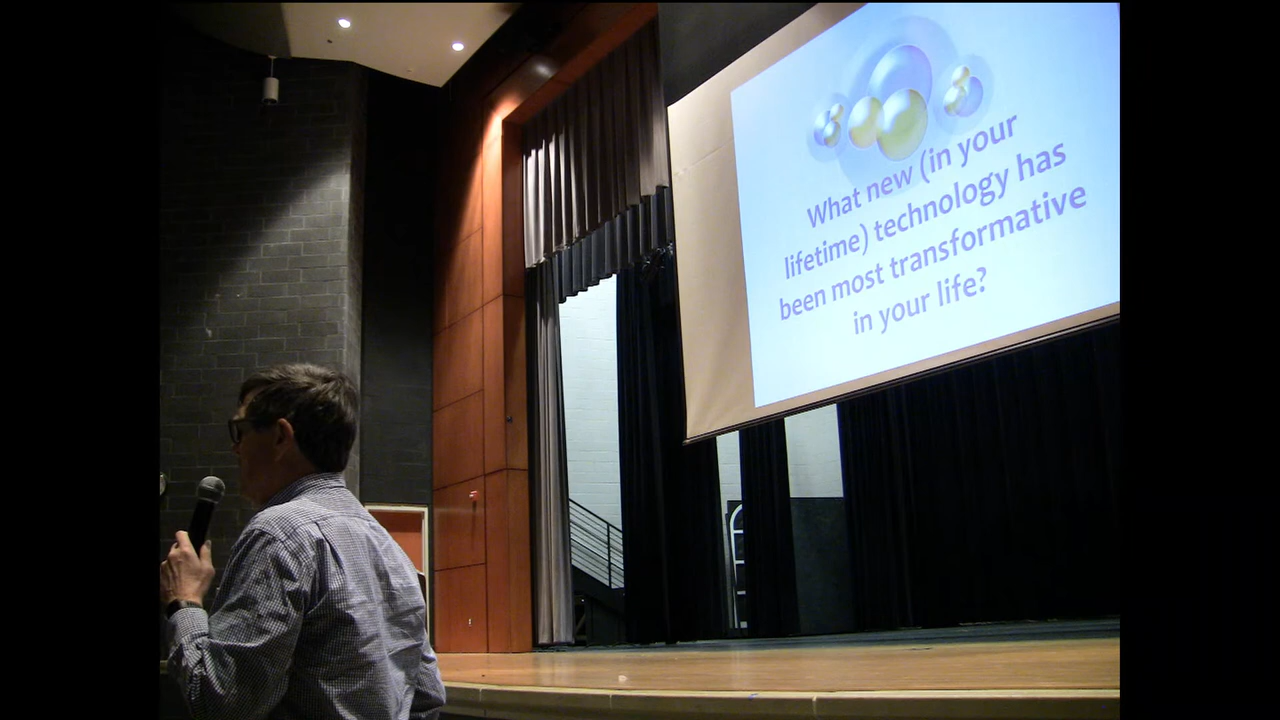 What new (in your
lifetime) technology has
been most transformative
in your life?